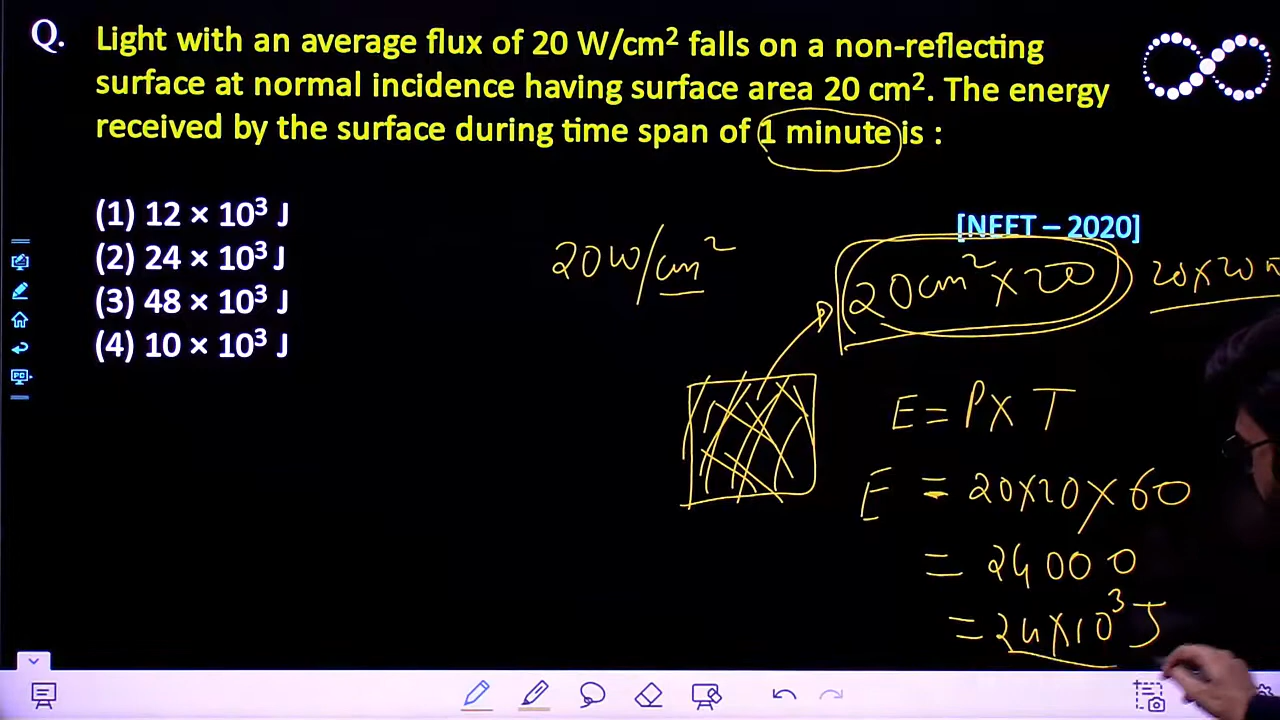 Q. Light with an average flux of 20 W/cm² falls on a non-reflecting
surface at normal incidence having surface area 20 cm². The energy
received by the surface during time span of 1 minute is :
(1) 12 × 10³ J
(2) 24 × 10³ J
(3) 48 × 10³ J
(4) 10 × 10³ J
[NEET – 2020]
20W/cm²
20cm² × 20
20×20
E = P × T
E = 20×20×60
= 24000
= 24×10³ J